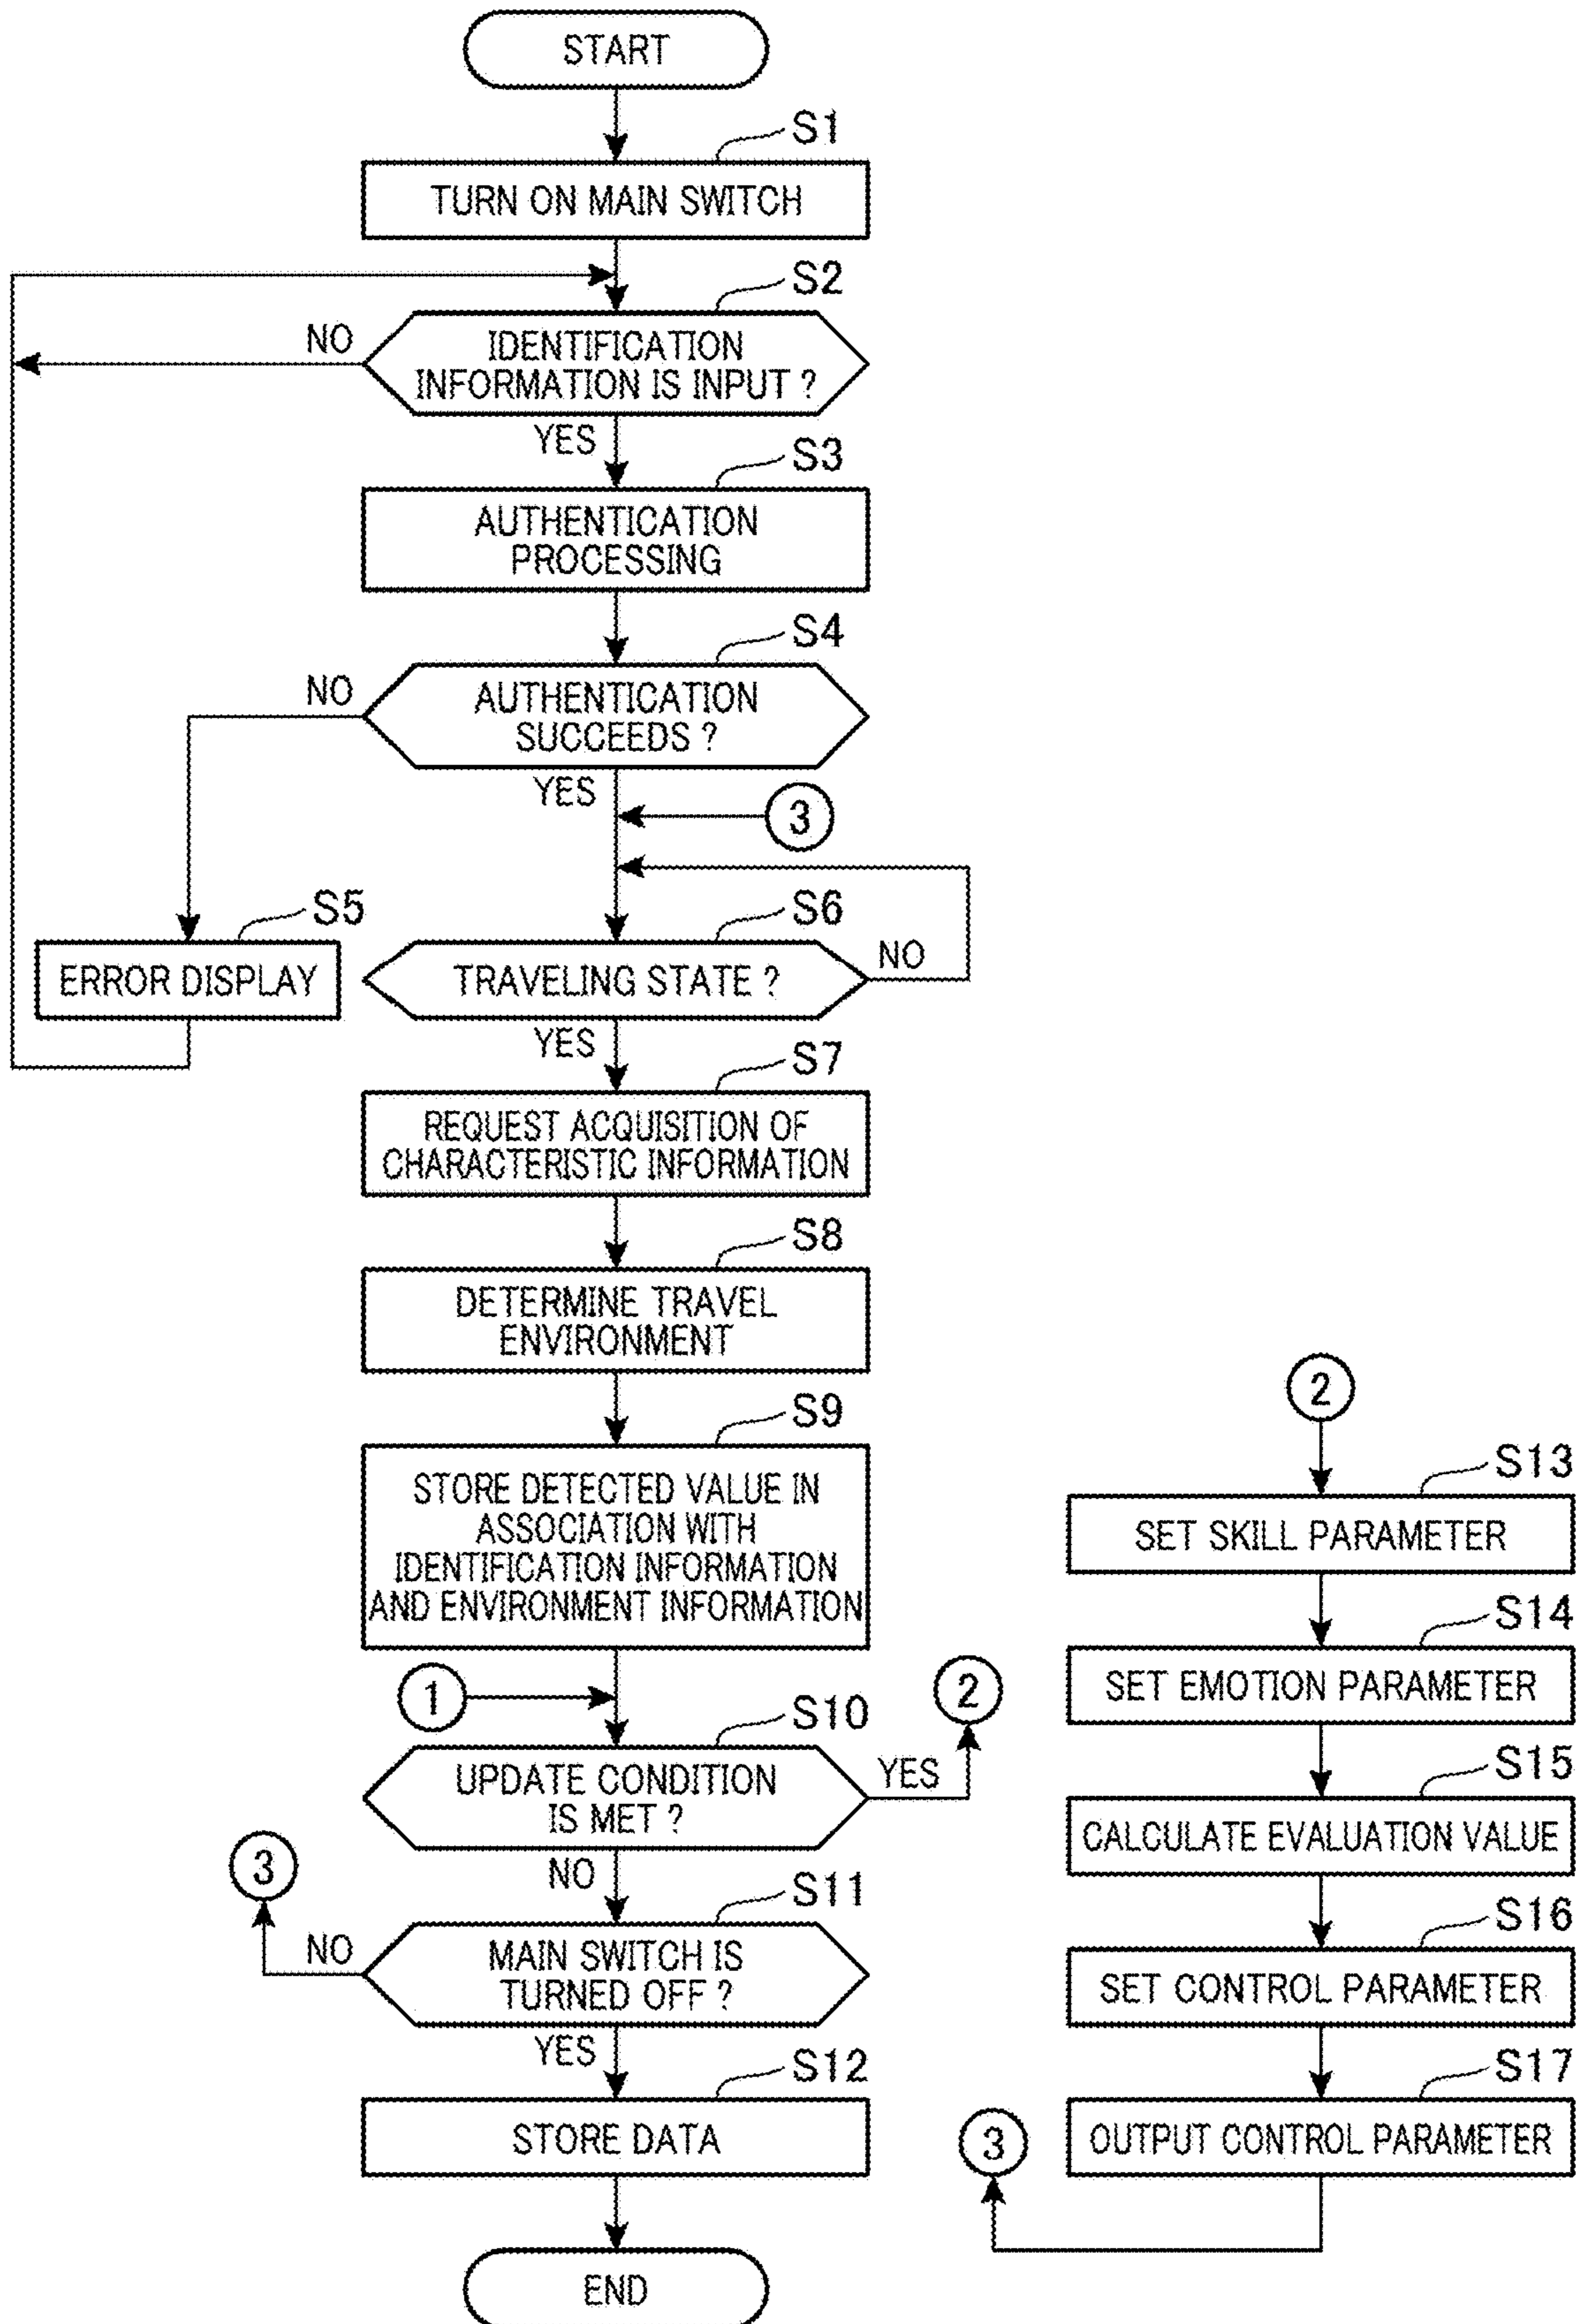 START
S1
TURN ON MAIN SWITCH
S2
NO
IDENTIFICATION
INFORMATION IS INPUT ?
YES
S3
AUTHENTICATION
PROCESSING
S4
NO
AUTHENTICATION
SUCCEEDS ?
YES
3
S5
ERROR DISPLAY
S6
TRAVELING STATE ?
NO
YES
S7
REQUEST ACQUISITION OF
CHARACTERISTIC INFORMATION
S8
DETERMINE TRAVEL
ENVIRONMENT
S9
STORE DETECTED VALUE IN
ASSOCIATION WITH
IDENTIFICATION INFORMATION
AND ENVIRONMENT INFORMATION
1
2
S10
UPDATE CONDITION
IS MET ?
YES
3
NO
S11
NO
MAIN SWITCH IS
TURNED OFF ?
YES
S12
STORE DATA
END
2
S13
SET SKILL PARAMETER
S14
SET EMOTION PARAMETER
S15
CALCULATE EVALUATION VALUE
S16
SET CONTROL PARAMETER
S17
OUTPUT CONTROL PARAMETER
3